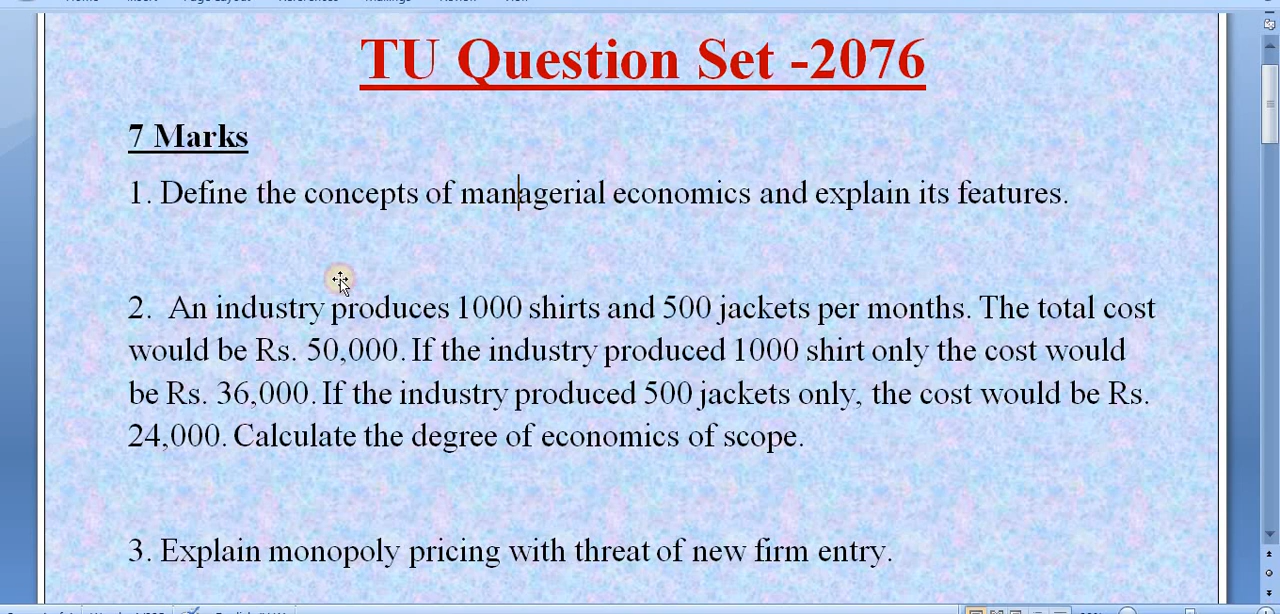 TU Question Set -2076
7 Marks
1. Define the concepts of managerial economics and explain its features.
2. An industry produces 1000 shirts and 500 jackets per months. The total cost
would be Rs. 50,000. If the industry produced 1000 shirt only the cost would
be Rs. 36,000. If the industry produced 500 jackets only, the cost would be Rs.
24,000. Calculate the degree of economics of scope.
3. Explain monopoly pricing with threat of new firm entry.